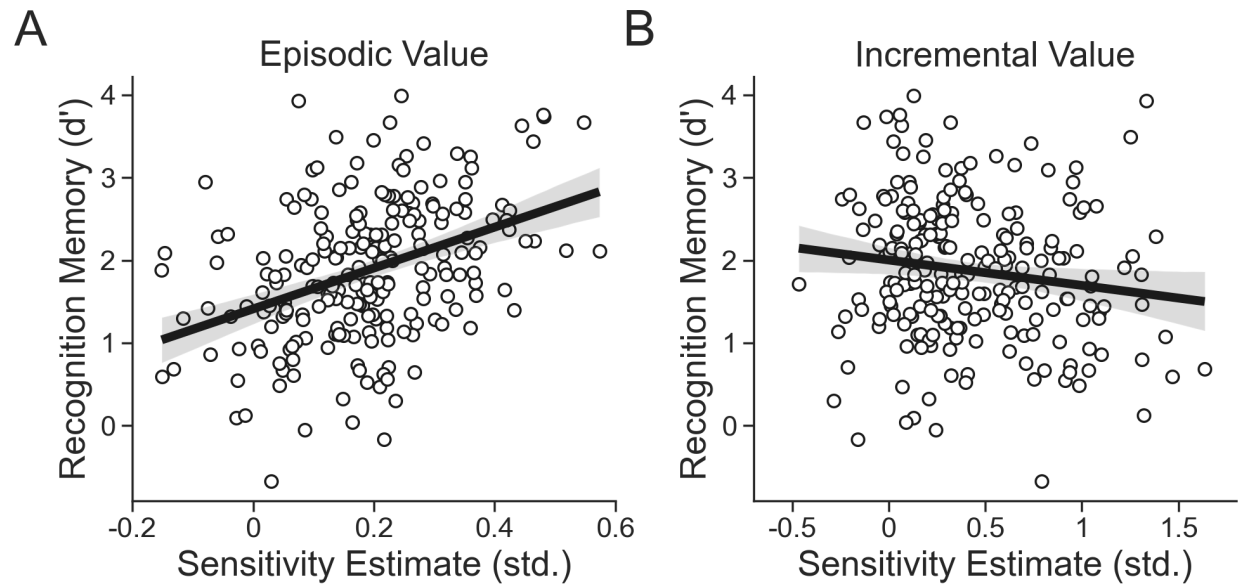 A
Episodic Value
Recognition Memory (d')
4
3
2
1
0
-0.2
0
0.2
0.4
0.6
Sensitivity Estimate (std.)
B
Incremental Value
Recognition Memory (d')
4
3
2
1
0
-0.5
0
0.5
1
1.5
Sensitivity Estimate (std.)